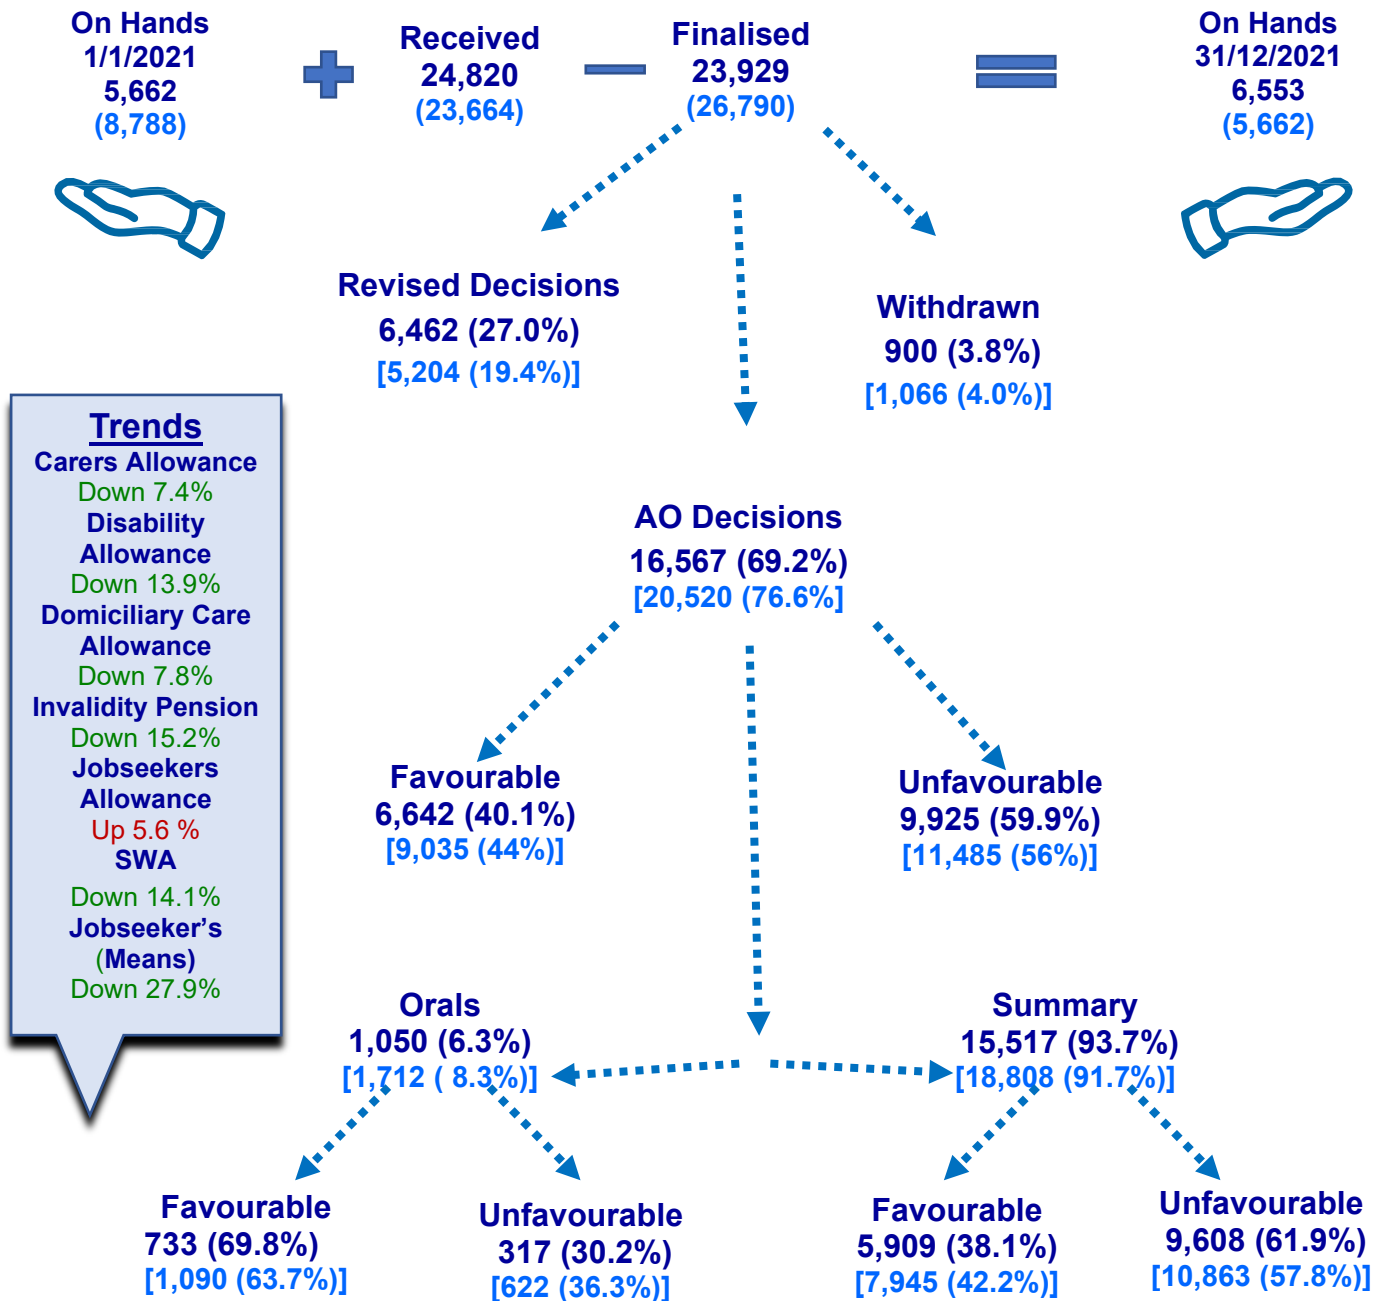 On Hands
1/1/2021
5,662
(8,788)
Received
24,820
(23,664)
Finalised
23,929
(26,790)
On Hands
31/12/2021
6,553
(5,662)
Revised Decisions
6,462 (27.0%)
[5,204 (19.4%)]
Withdrawn
900 (3.8%)
[1,066 (4.0%)]
Trends
Carers Allowance
Down 7.4%
Disability
Allowance
Down 13.9%
Domiciliary Care
Allowance
Down 7.8%
Invalidity Pension
Down 15.2%
Jobseekers
Allowance
Up 5.6 %
SWA
Down 14.1%
Jobseeker’s
(Means)
Down 27.9%
AO Decisions
16,567 (69.2%)
[20,520 (76.6%]
Favourable
6,642 (40.1%)
[9,035 (44%)]
Unfavourable
9,925 (59.9%)
[11,485 (56%)]
Orals
1,050 (6.3%)
[1,712 ( 8.3%)]
Summary
15,517 (93.7%)
[18,808 (91.7%)]
Favourable
733 (69.8%)
[1,090 (63.7%)]
Unfavourable
317 (30.2%)
[622 (36.3%)]
Favourable
5,909 (38.1%)
[7,945 (42.2%)]
Unfavourable
9,608 (61.9%)
[10,863 (57.8%)]